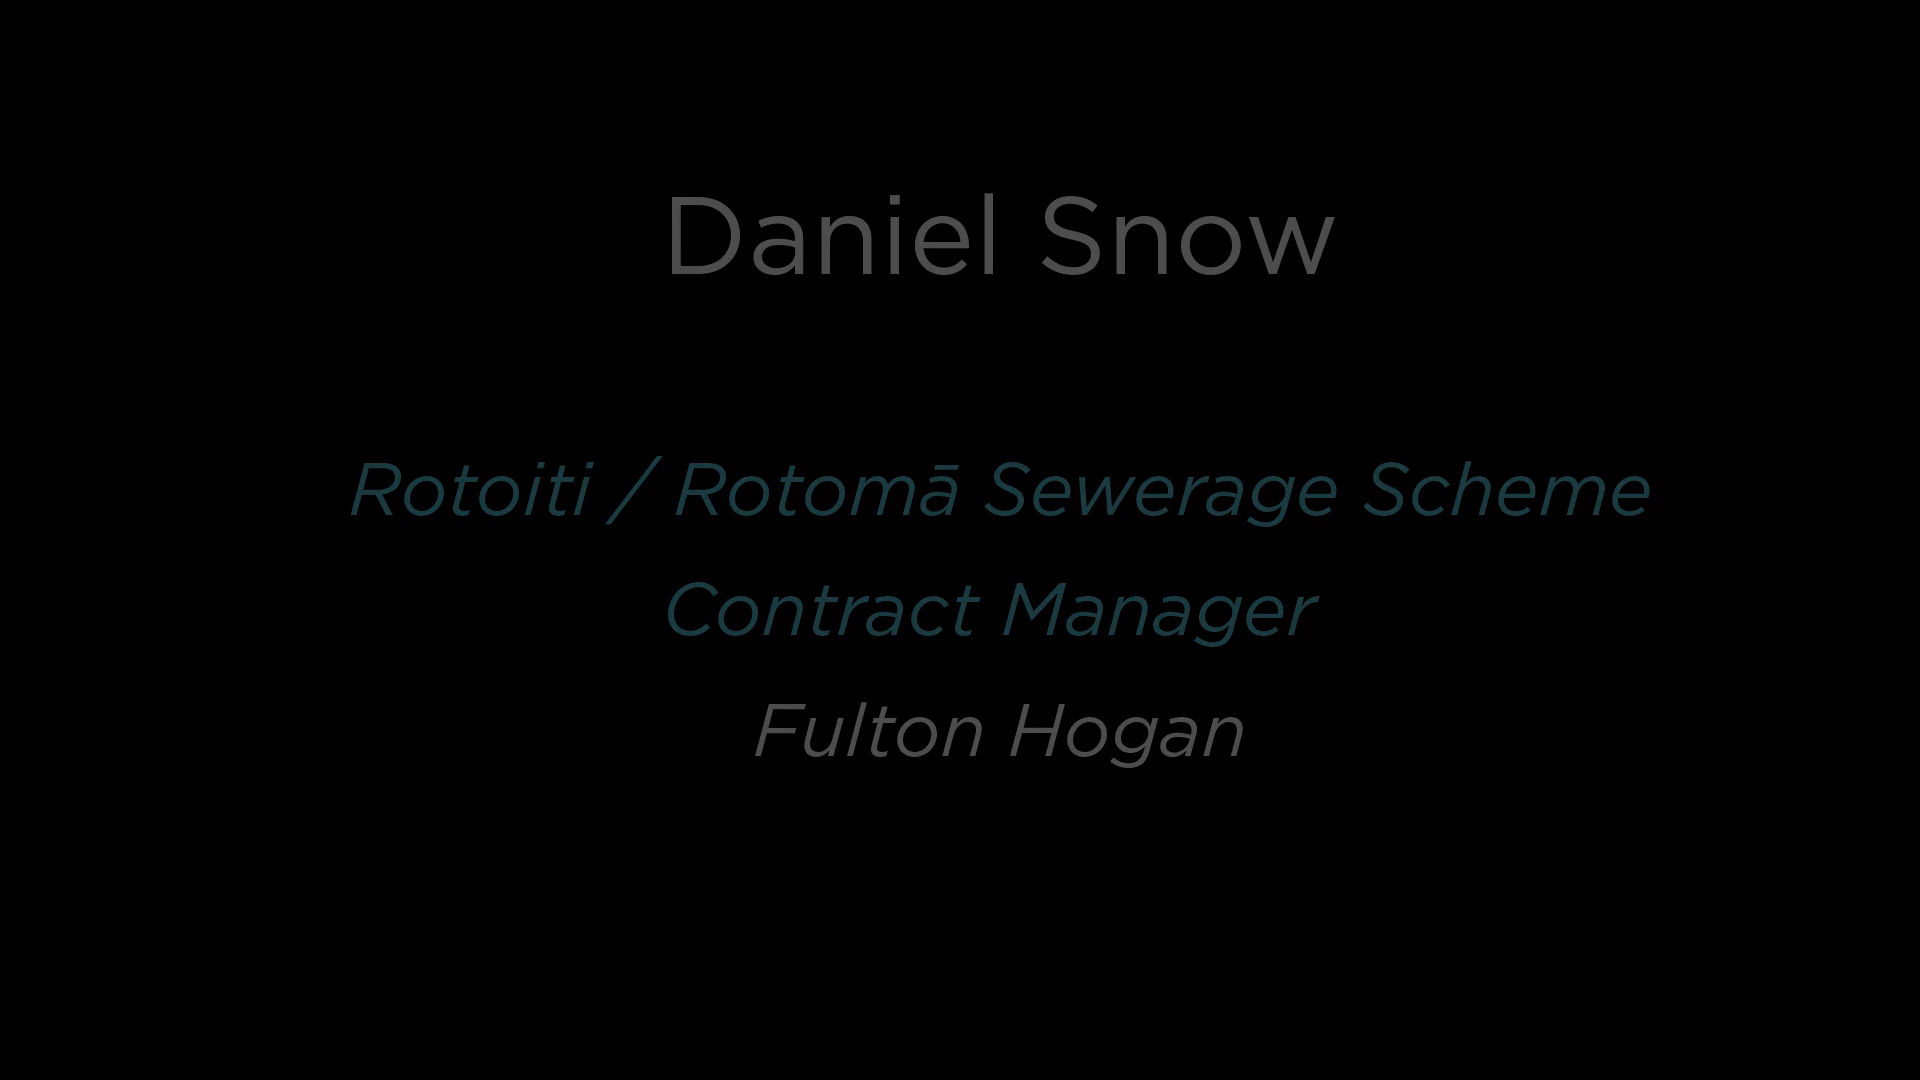 Daniel Snow
Rotoiti / Rotomā Sewerage Scheme
Contract Manager
Fulton Hogan